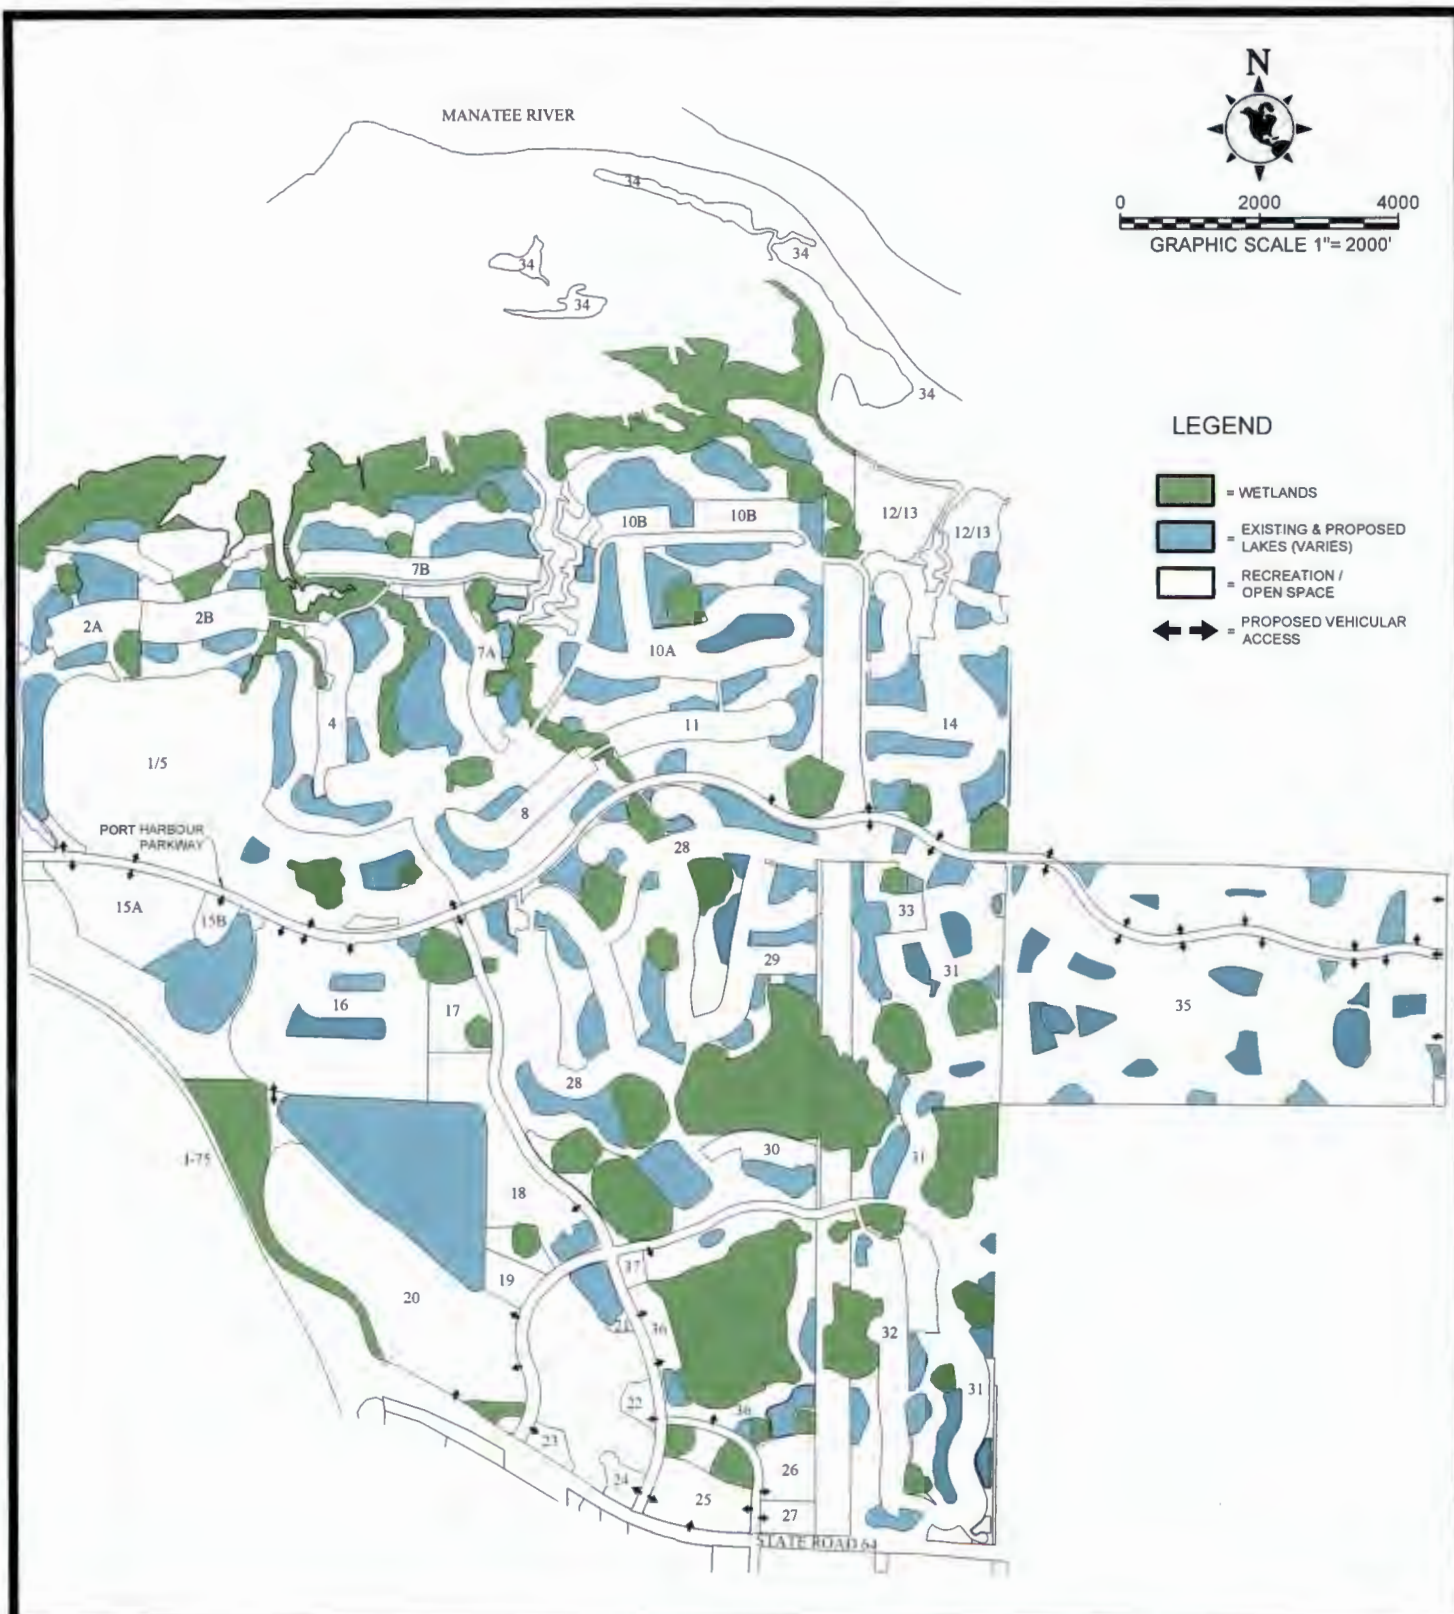 N
MANATEE RIVER
0 2000 4000
GRAPHIC SCALE 1"= 2000'
34
34
34
34
34
LEGEND
= WETLANDS
= EXISTING & PROPOSED
LAKES (VARIES)
= RECREATION /
OPEN SPACE
= PROPOSED VEHICULAR
ACCESS
12/13
12/13
10B
10B
7B
2A
2B
7A
10A
4
11
14
1/5
8
PORT HARBOUR
PARKWAY
28
15A
15B
33
29
31
16
17
35
28
30
31
I-75
18
19
37
20
21
36
32
22
36
31
23
24
25
26
27
STATE ROAD 64